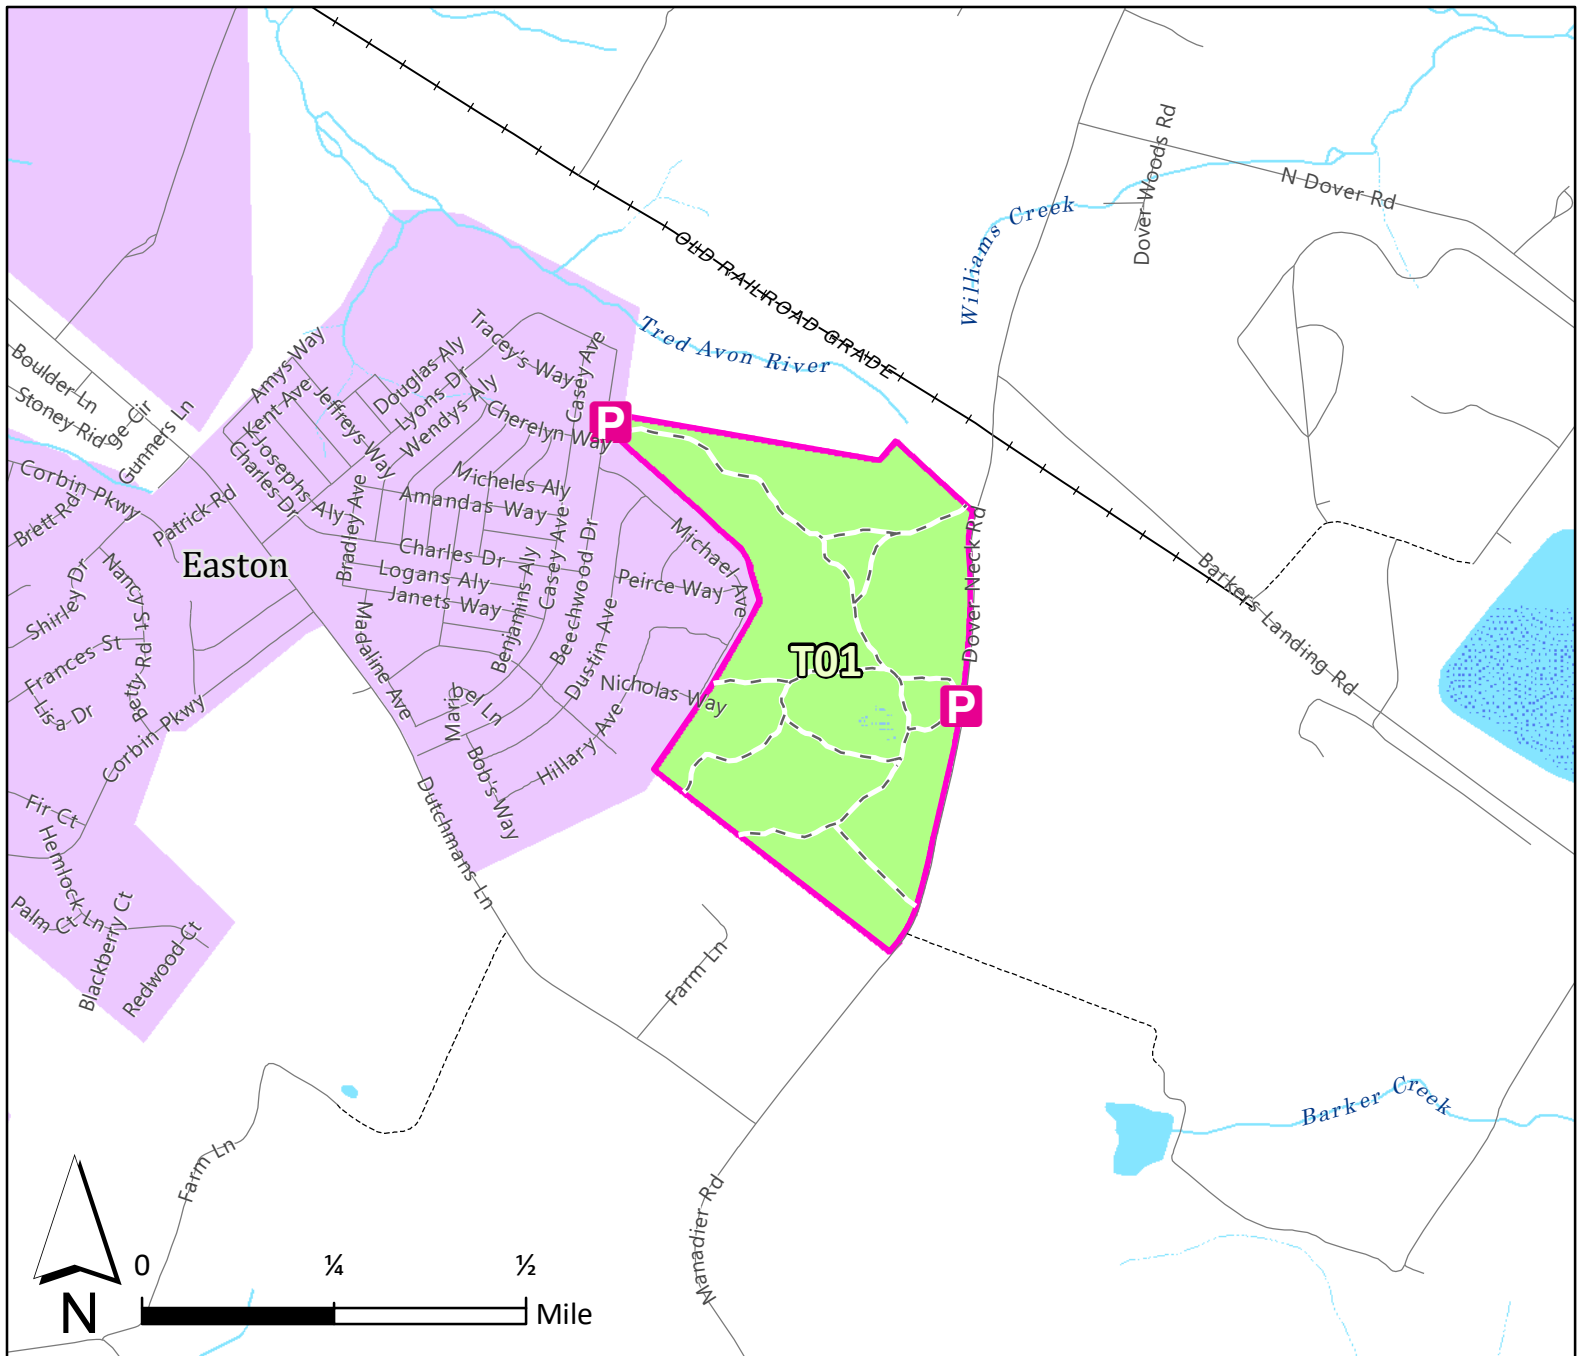 Dover Woods Rd
N Dover Rd
Williams Creek
OLD RAILROAD GRADE
Tred Avon River
Tracey's Way
Casey Ave
Amys Way
Douglas Aly
Lyons Dr
Wendys Aly
Kent Ave
Jeffreys Way
Cherelyn Way
P
Boulder Ln
Stoney Ridge Cir
Gunners Ln
Josephs Aly
Charles Dr
Corbin Pkwy
Brett Rd
Patrick Rd
Micheles Aly
Amandas Way
Bradley Ave
Easton
Charles Dr
Logans Aly
Janets Way
Benjamins Aly
Casey Ave
Beechwood Dr
Dustin Ave
Michael Ave
Peirce Way
Dover Neck Rd
Barkers Landing Rd
Nancy St
Shirley Dr
Frances St
Betty Rd
Lisa Dr
Corbin Pkwy
Magdaline Ave
T01
Nicholas Way
P
Hillary Ave
Bob's Way
Dutchmans Ln
Fir Ct
Hemlock Ln
Palm Ct
Blackberry Ct
Redwood Ct
Farm Ln
Farm Ln
Barker Creek
Manadier Rd
0 ¼ ½
Mile
N